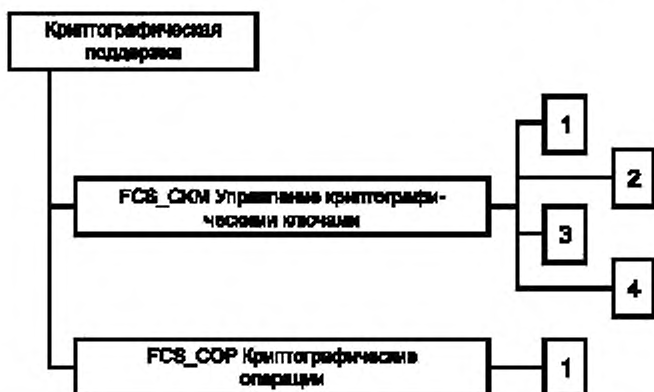 Криптографическая
поддержка
1
2
FCS_CKM Управление криптографи-
ческими ключами
3
4
FCS_COP Криптографические
операции
1